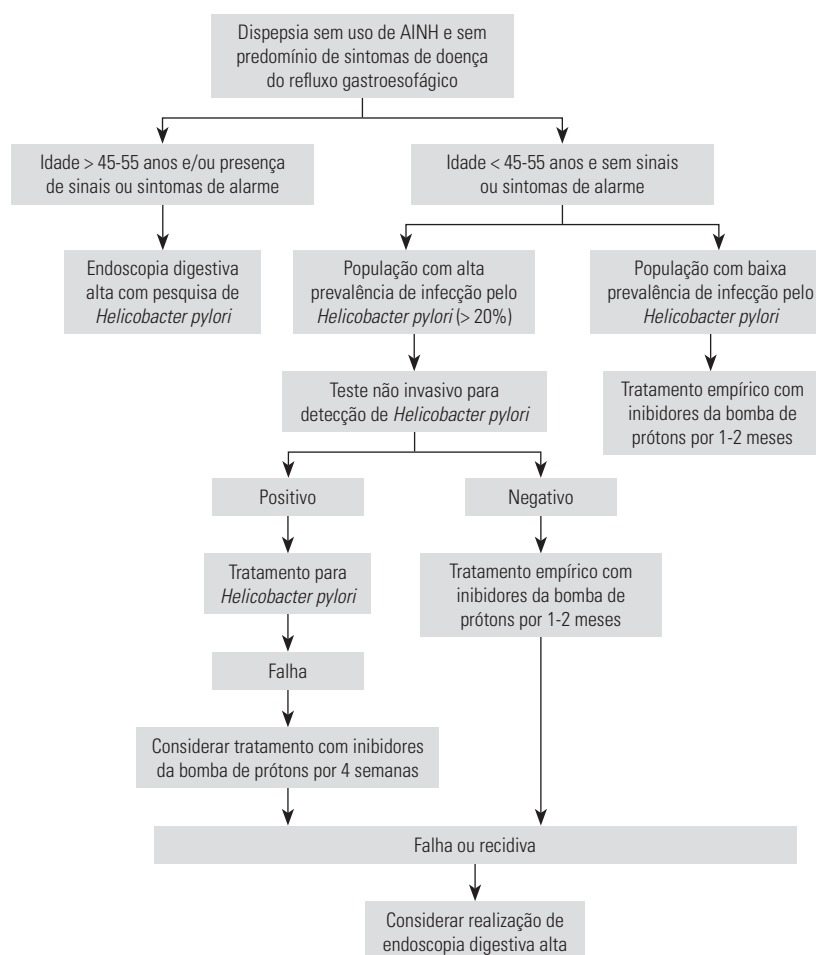 Dispepsia sem uso de AINH e sem
predomínio de sintomas de doença
do refluxo gastroesofágico
Idade > 45-55 anos e/ou presença
de sinais ou sintomas de alarme
Idade < 45-55 anos e sem sinais
ou sintomas de alarme
Endoscopia digestiva
alta com pesquisa de
Helicobacter pylori
População com alta
prevalência de infecção pelo
Helicobacter pylori (> 20%)
População com baixa
prevalência de infecção pelo
Helicobacter pylori
Teste não invasivo para
detecção de Helicobacter pylori
Tratamento empírico com
inibidores da bomba de
prótons por 1-2 meses
Positivo
Negativo
Tratamento para
Helicobacter pylori
Tratamento empírico com
inibidores da bomba de
prótons por 1-2 meses
Falha
Considerar tratamento com inibidores
da bomba de prótons por 4 semanas
Falha ou recidiva
Considerar realização de
endoscopia digestiva alta